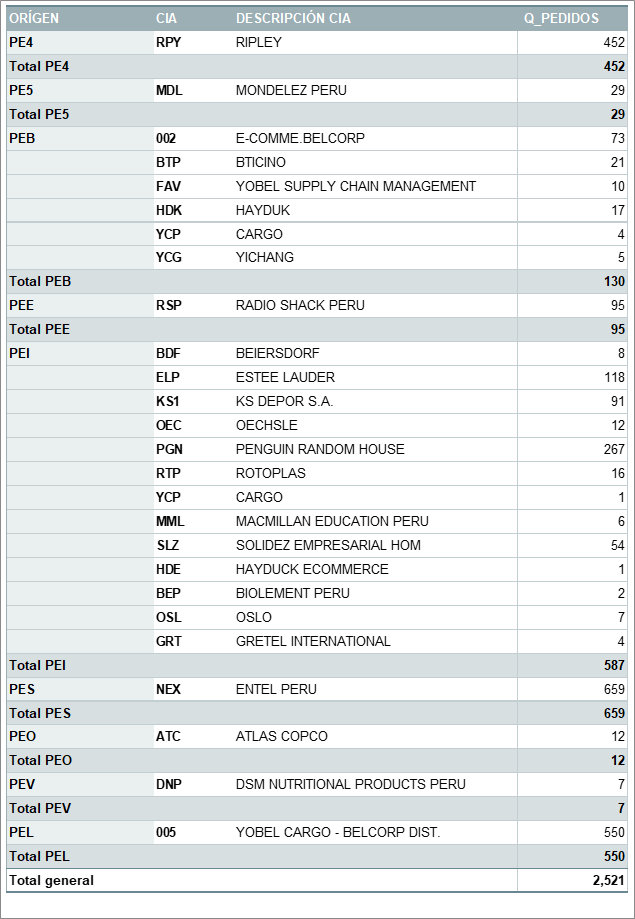 ORÍGEN CIA DESCRIPCIÓN CIA Q_PEDIDOS
PE4 RPY RIPLEY 452
Total PE4 452
PE5 MDL MONDELEZ PERU 29
Total PE5 29
PEB 002 E-COMME.BELCORP 73
BTP BTICINO 21
FAV YOBEL SUPPLY CHAIN MANAGEMENT 10
HDK HAYDUK 17
YCP CARGO 4
YCG YICHANG 5
Total PEB 130
PEE RSP RADIO SHACK PERU 95
Total PEE 95
PEI BDF BEIERSDORF 8
ELP ESTEE LAUDER 118
KS1 KS DEPOR S.A. 91
OEC OECHSLE 12
PGN PENGUIN RANDOM HOUSE 267
RTP ROTOPLAS 16
YCP CARGO 1
MML MACMILLAN EDUCATION PERU 6
SLZ SOLIDEZ EMPRESARIAL HOM 54
HDE HAYDUCK ECOMMERCE 1
BEP BIOLEMENT PERU 2
OSL OSLO 7
GRT GRETEL INTERNATIONAL 4
Total PEI 587
PES NEX ENTEL PERU 659
Total PES 659
PEO ATC ATLAS COPCO 12
Total PEO 12
PEV DNP DSM NUTRITIONAL PRODUCTS PERU 7
Total PEV 7
PEL 005 YOBEL CARGO - BELCORP DIST. 550
Total PEL 550
Total general 2,521